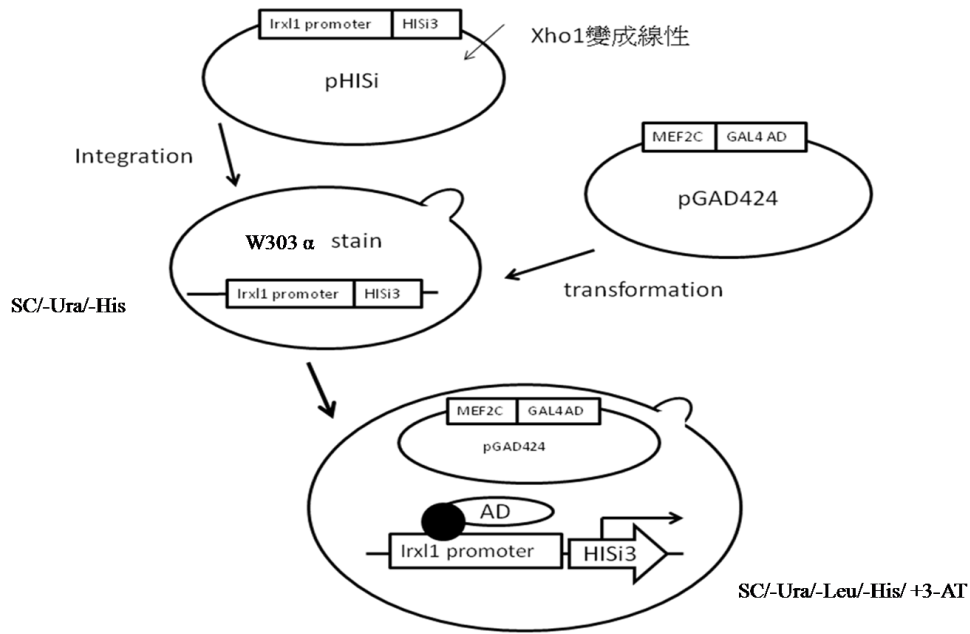 Irxl1 promoter HISi3
Xho1變成線性
pHISi
MEF2C GAL4 AD
Integration
pGAD424
W303 α stain
transformation
Irxl1 promoter HISi3
SC/-Ura/-His
MEF2C GAL4 AD
pGAD424
AD
Irxl1 promoter HISi3
SC/-Ura/-Leu/-His/ +3-AT